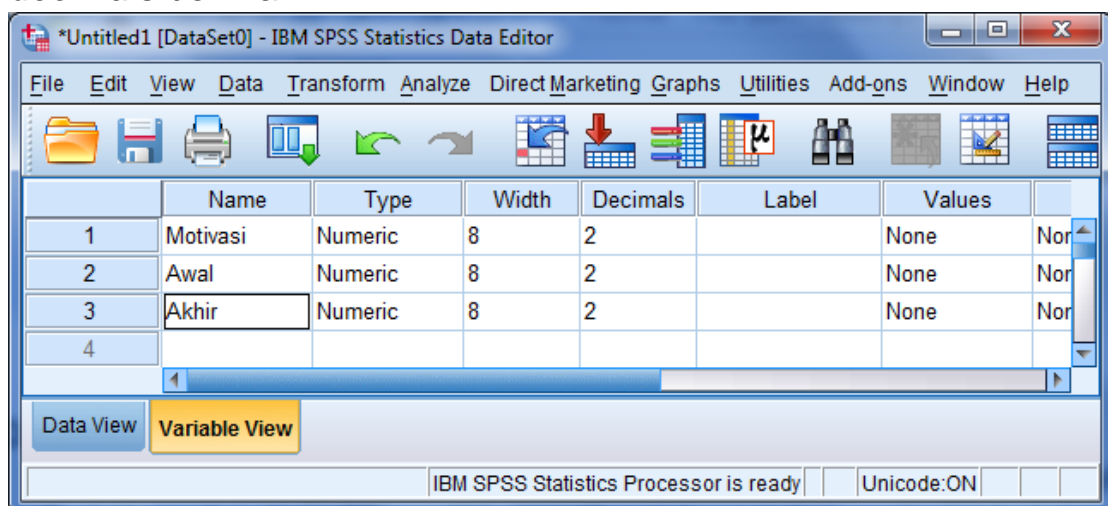 *Untitled1 [DataSet0] - IBM SPSS Statistics Data Editor
File Edit View Data Transform Analyze Direct Marketing Graphs Utilities Add-ons Window Help
Name Type Width Decimals Label Values
1 Motivasi Numeric 8 2 None Nor
2 Awal Numeric 8 2 None Nor
3 Akhir Numeric 8 2 None Nor
4
Data View Variable View
IBM SPSS Statistics Processor is ready Unicode:ON